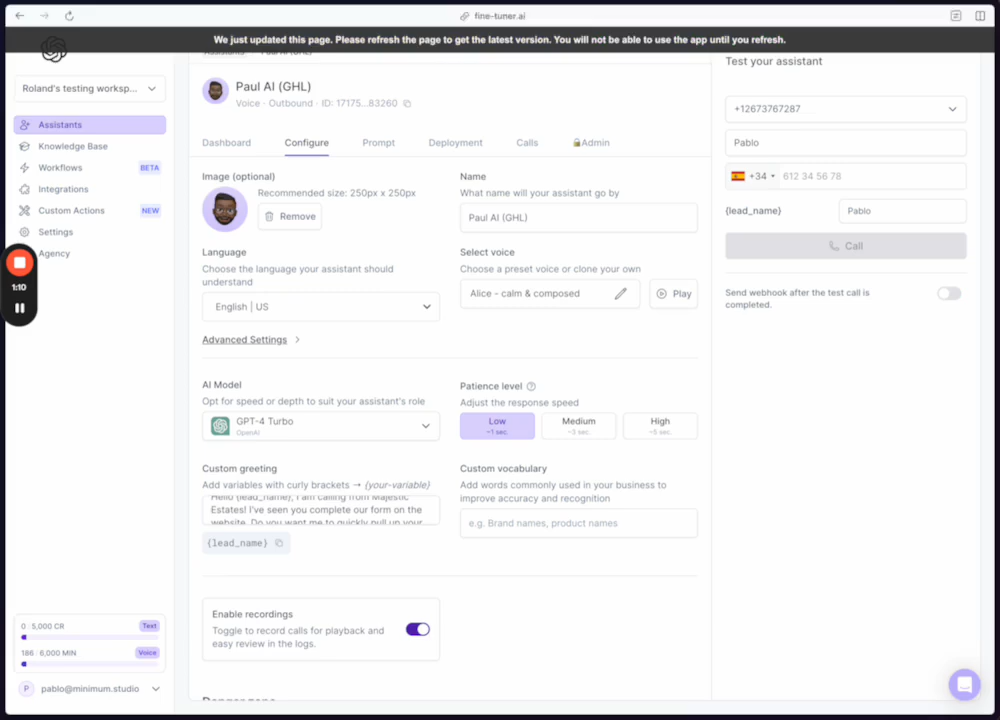 fine-tuner.ai
We just updated this page. Please refresh the page to get the latest version. You will not be able to use the app until you refresh.
Roland's testing worksp...
Assistants
Knowledge Base
Workflows
BETA
Integrations
Custom Actions
NEW
Settings
Agency
1:10
0 : 5,000 CR
Text
186 : 6,000 MIN
Voice
P
pablo@minimum.studio
Paul AI (GHL)
Voice · Outbound · ID: 17175...83260
Dashboard
Configure
Prompt
Deployment
Calls
Admin
Image (optional)
Recommended size: 250px x 250px
Remove
Name
What name will your assistant go by
Paul AI (GHL)
Language
Choose the language your assistant should
understand
English | US
Select voice
Choose a preset voice or clone your own
Alice - calm & composed
Play
Advanced Settings
AI Model
Opt for speed or depth to suit your assistant's role
GPT-4 Turbo
OpenAI
Patience level
Adjust the response speed
Low
~1 sec.
Medium
~3 sec.
High
~5 sec.
Custom greeting
Add variables with curly brackets → {your-variable}
Hello {lead_name}, I am calling from Majestic
Estates! I've seen you complete our form on the
website. Do you want me to quickly pull up your
{lead_name}
Custom vocabulary
Add words commonly used in your business to
improve accuracy and recognition
e.g. Brand names, product names
Enable recordings
Toggle to record calls for playback and
easy review in the logs.
Danger zone
Test your assistant
+12673767287
Pablo
+34
612 34 56 78
{lead_name}
Pablo
Call
Send webhook after the test call is
completed.